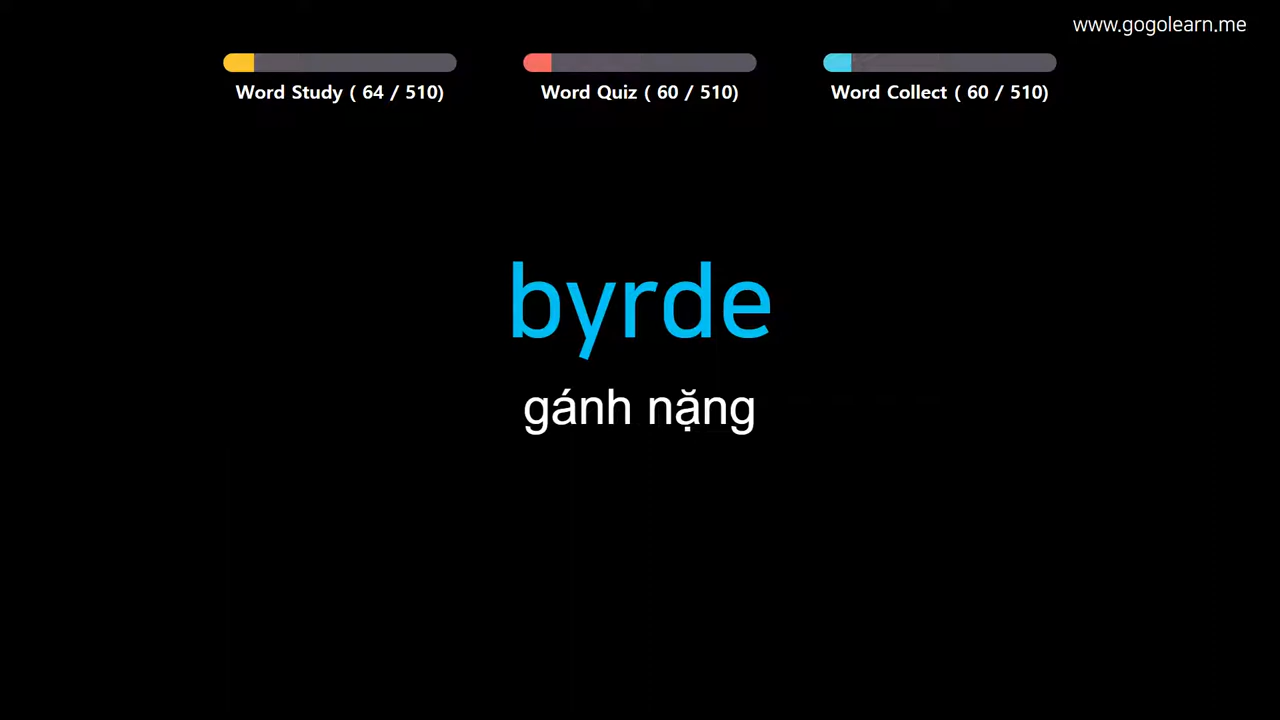 www.gogolearn.me
Word Study ( 64 / 510)
Word Quiz ( 60 / 510)
Word Collect ( 60 / 510)
byrde
gánh nặng